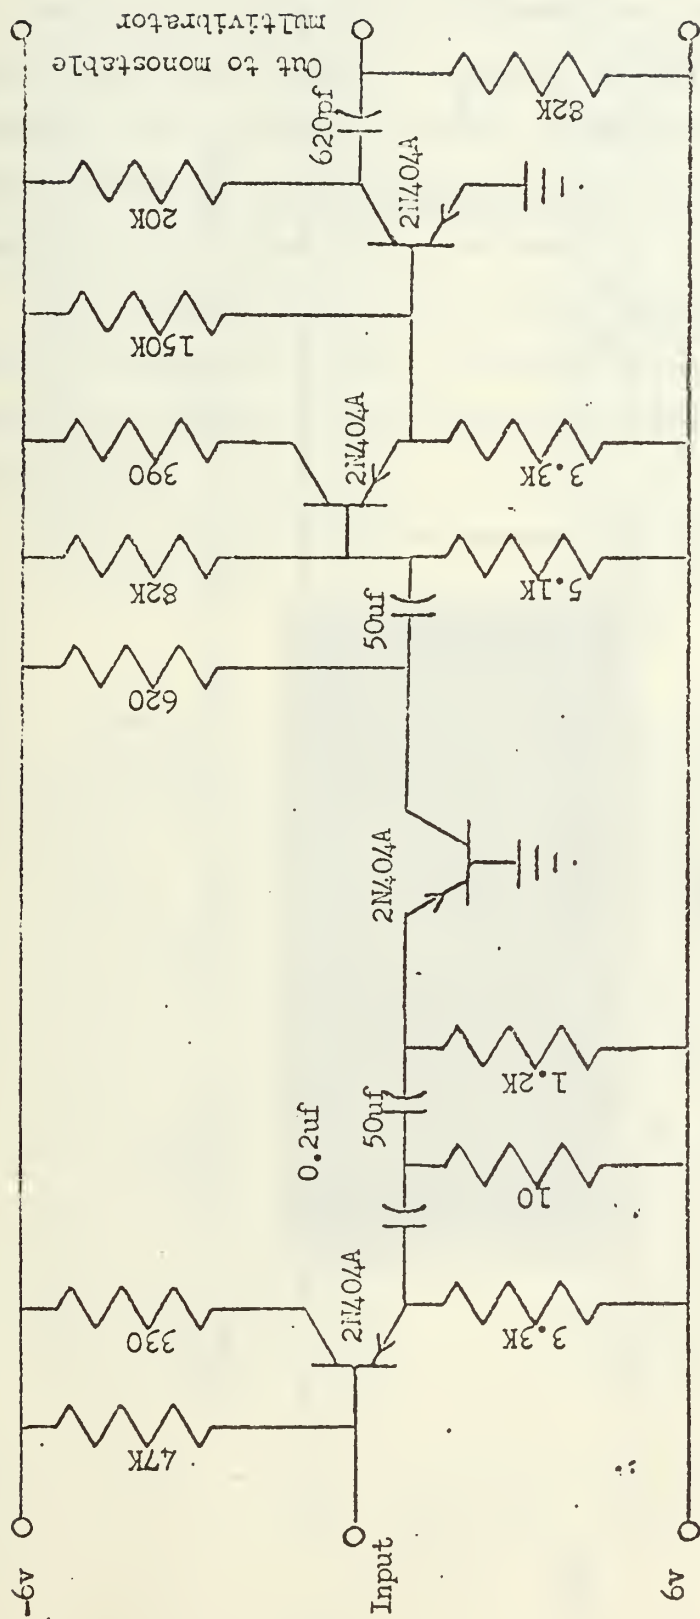 -6v
Input
6v
47K
330
2N404A
3.3K
0.2uf
10
50uf
1.2K
2N404A
620
50uf
82K
5.1K
390
2N404A
3.3K
150K
20K
2N404A
620pf
82K
Out to monostable
multivibrator